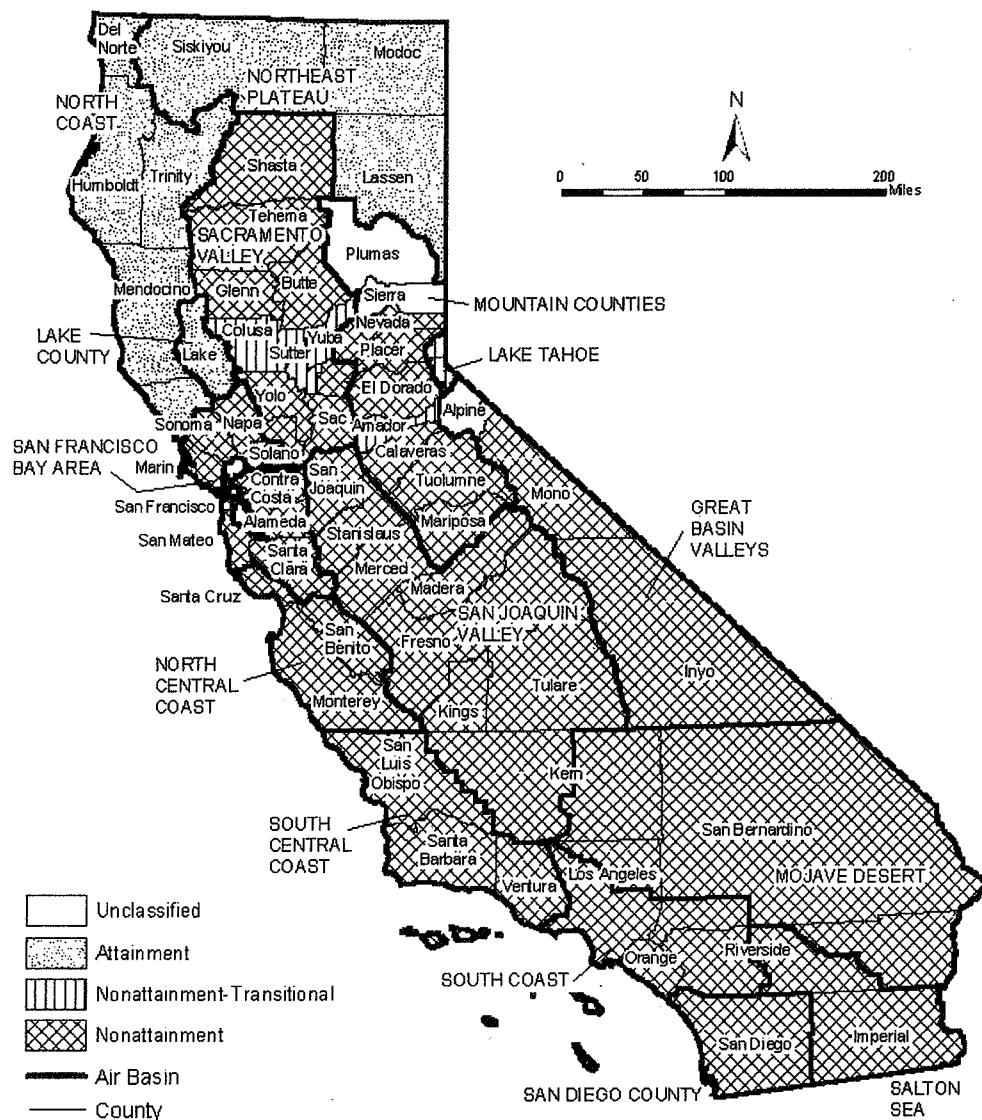 Del
Norte
Siskiyou
Modoc
NORTHEAST
PLATEAU
NORTH
COAST
N
Shasta
Humboldt
Trinity
Lassen
0 50 100 200
Miles
Tehema
SACRAMENTO
VALLEY
Plumas
Mendocino
Glenn
Butte
Sierra
MOUNTAIN COUNTIES
Colusa
Yuba
Nevada
LAKE
COUNTY
Lake
Sutter
Placer
LAKE TAHOE
El Dorado
Yolo
Alpine
Sonoma
Napa
Sac
Amador
SAN FRANCISCO
BAY AREA
Marin
Solano
Calaveras
Contra
Costa
San
Joaquin
Tuolumne
Mono
San Francisco
Alameda
Mariposa
GREAT
BASIN
VALLEYS
San Mateo
Stanislaus
Santa
Clara
Merced
Santa Cruz
Madera
SAN JOAQUIN
VALLEY
San
Benito
Fresno
NORTH
CENTRAL
COAST
Inyo
Monterey
Kings
Tulare
San
Luis
Obispo
Kern
SOUTH
CENTRAL
COAST
San Bernardino
Santa
Barbara
Los Angeles
MOJAVE DESERT
Ventura
Orange
Riverside
SOUTH COAST
San Diego
Imperial
SAN DIEGO COUNTY
SALTON
SEA
Unclassified
Attainment
Nonattainment-Transitional
Nonattainment
Air Basin
County